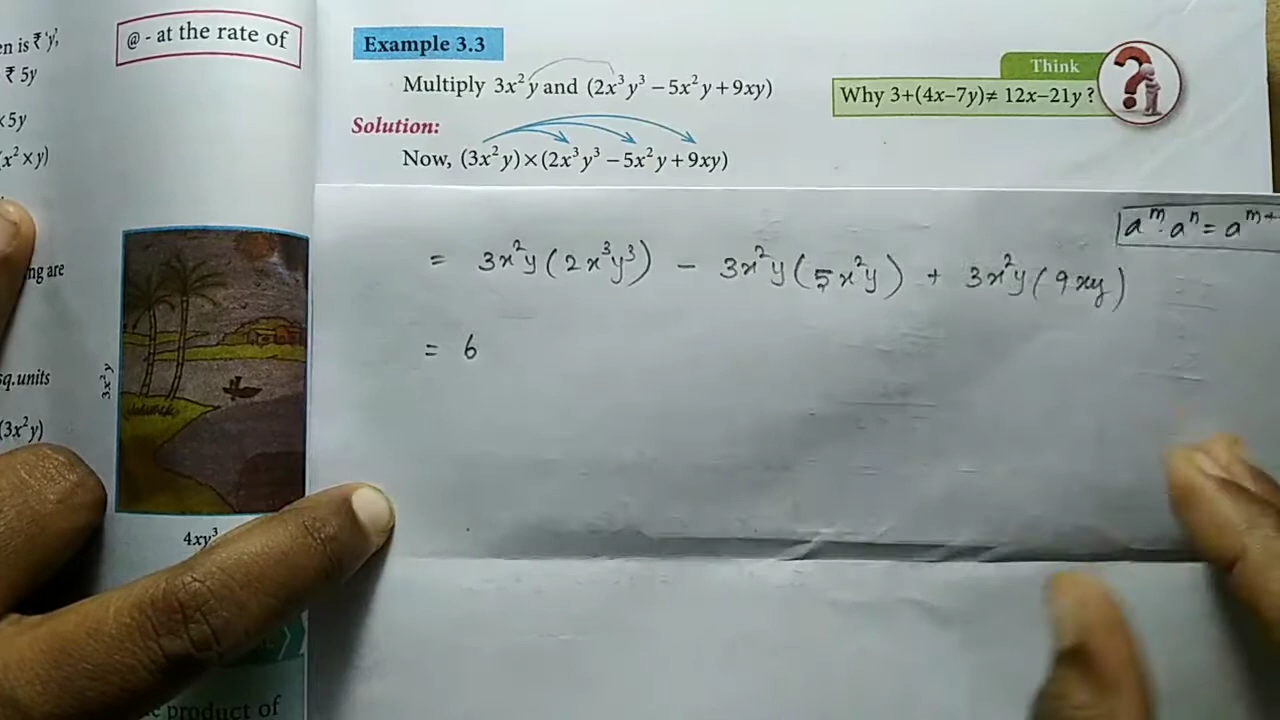 en is ₹ 'y',
₹ 5y
×5y
(x² × y)
ng are
sq.units
(3x²y)
@ - at the rate of
3x²y
4xy³
product of
Example 3.3
Multiply 3x²y and (2x³y³ – 5x²y + 9xy)
Solution:
Now, (3x²y) × (2x³y³ – 5x²y + 9xy)
Think
Why 3+(4x–7y)≠ 12x–21y ?
aᵐ · aⁿ = aᵐ⁺
= 3x²y(2x³y³) – 3x²y(5x²y) + 3x²y(9xy)
= 6